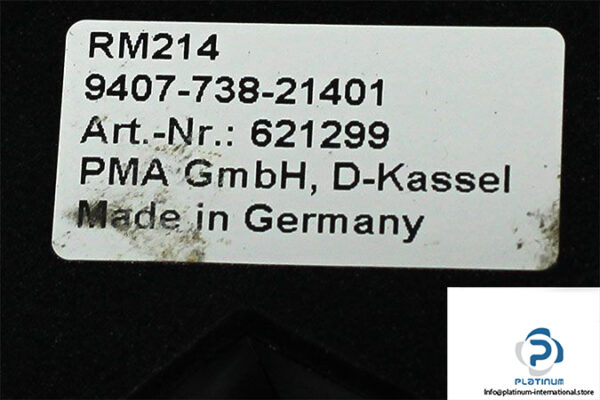 RM214
9407-738-21401
Art.-Nr.: 621299
PMA GmbH, D-Kassel
Made in Germany
PLATINUM
Info@platinum-international.store